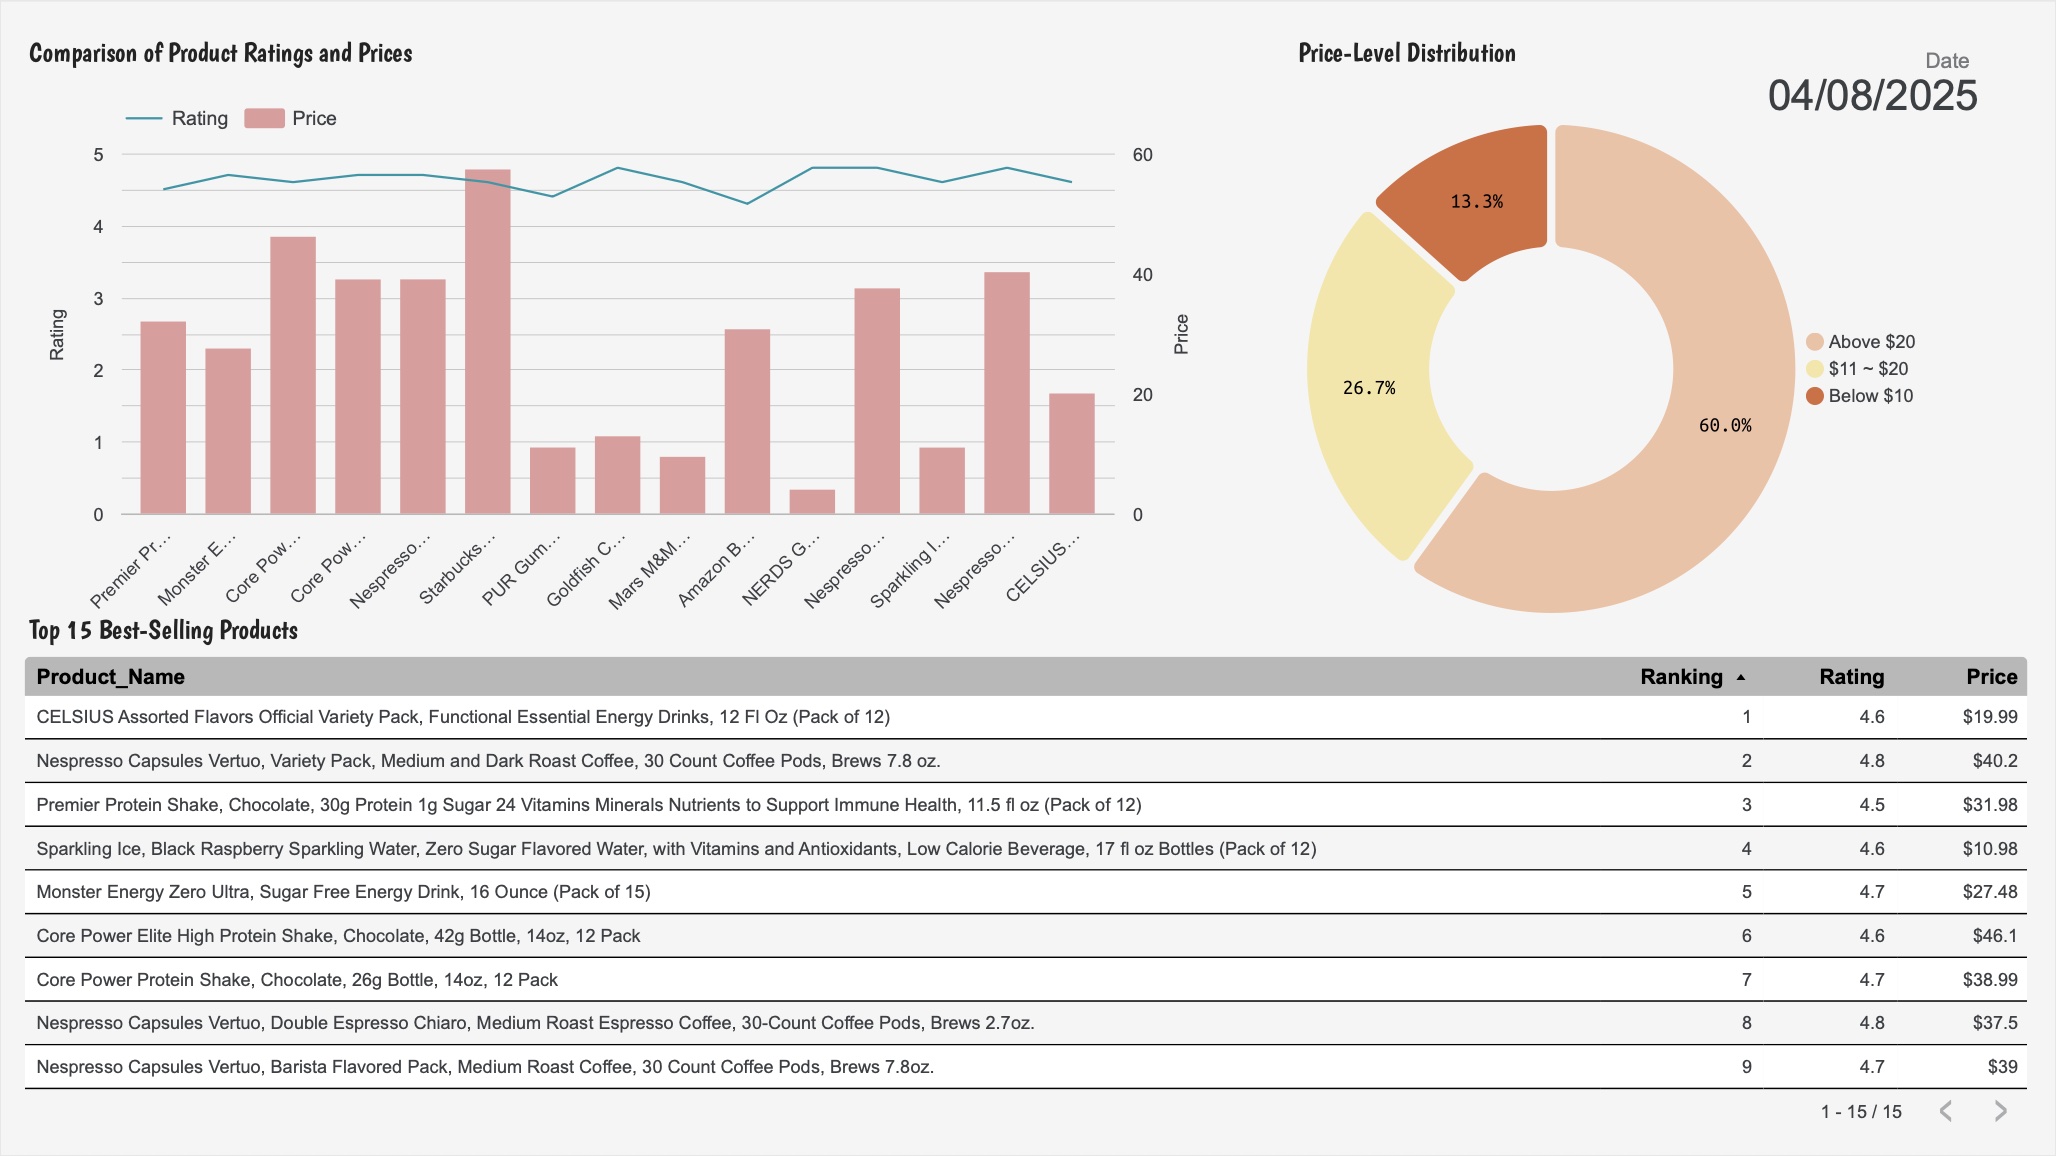 Comparison of Product Ratings and Prices
Rating
Price
5
4
3
2
1
0
Rating
60
40
20
0
Price
Premier Pr...
Monster E...
Core Pow...
Core Pow...
Nespresso...
Starbucks...
PUR Gum...
Goldfish C...
Mars M&M...
Amazon B...
NERDS G...
Nespresso...
Sparkling I...
Nespresso...
CELSIUS...
Price-Level Distribution
Date
04/08/2025
13.3%
26.7%
60.0%
Above $20
$11 ~ $20
Below $10
Top 15 Best-Selling Products
Product_Name Ranking Rating Price
CELSIUS Assorted Flavors Official Variety Pack, Functional Essential Energy Drinks, 12 Fl Oz (Pack of 12) 1 4.6 $19.99
Nespresso Capsules Vertuo, Variety Pack, Medium and Dark Roast Coffee, 30 Count Coffee Pods, Brews 7.8 oz. 2 4.8 $40.2
Premier Protein Shake, Chocolate, 30g Protein 1g Sugar 24 Vitamins Minerals Nutrients to Support Immune Health, 11.5 fl oz (Pack of 12) 3 4.5 $31.98
Sparkling Ice, Black Raspberry Sparkling Water, Zero Sugar Flavored Water, with Vitamins and Antioxidants, Low Calorie Beverage, 17 fl oz Bottles (Pack of 12) 4 4.6 $10.98
Monster Energy Zero Ultra, Sugar Free Energy Drink, 16 Ounce (Pack of 15) 5 4.7 $27.48
Core Power Elite High Protein Shake, Chocolate, 42g Bottle, 14oz, 12 Pack 6 4.6 $46.1
Core Power Protein Shake, Chocolate, 26g Bottle, 14oz, 12 Pack 7 4.7 $38.99
Nespresso Capsules Vertuo, Double Espresso Chiaro, Medium Roast Espresso Coffee, 30-Count Coffee Pods, Brews 2.7oz. 8 4.8 $37.5
Nespresso Capsules Vertuo, Barista Flavored Pack, Medium Roast Coffee, 30 Count Coffee Pods, Brews 7.8oz. 9 4.7 $39
1 - 15 / 15